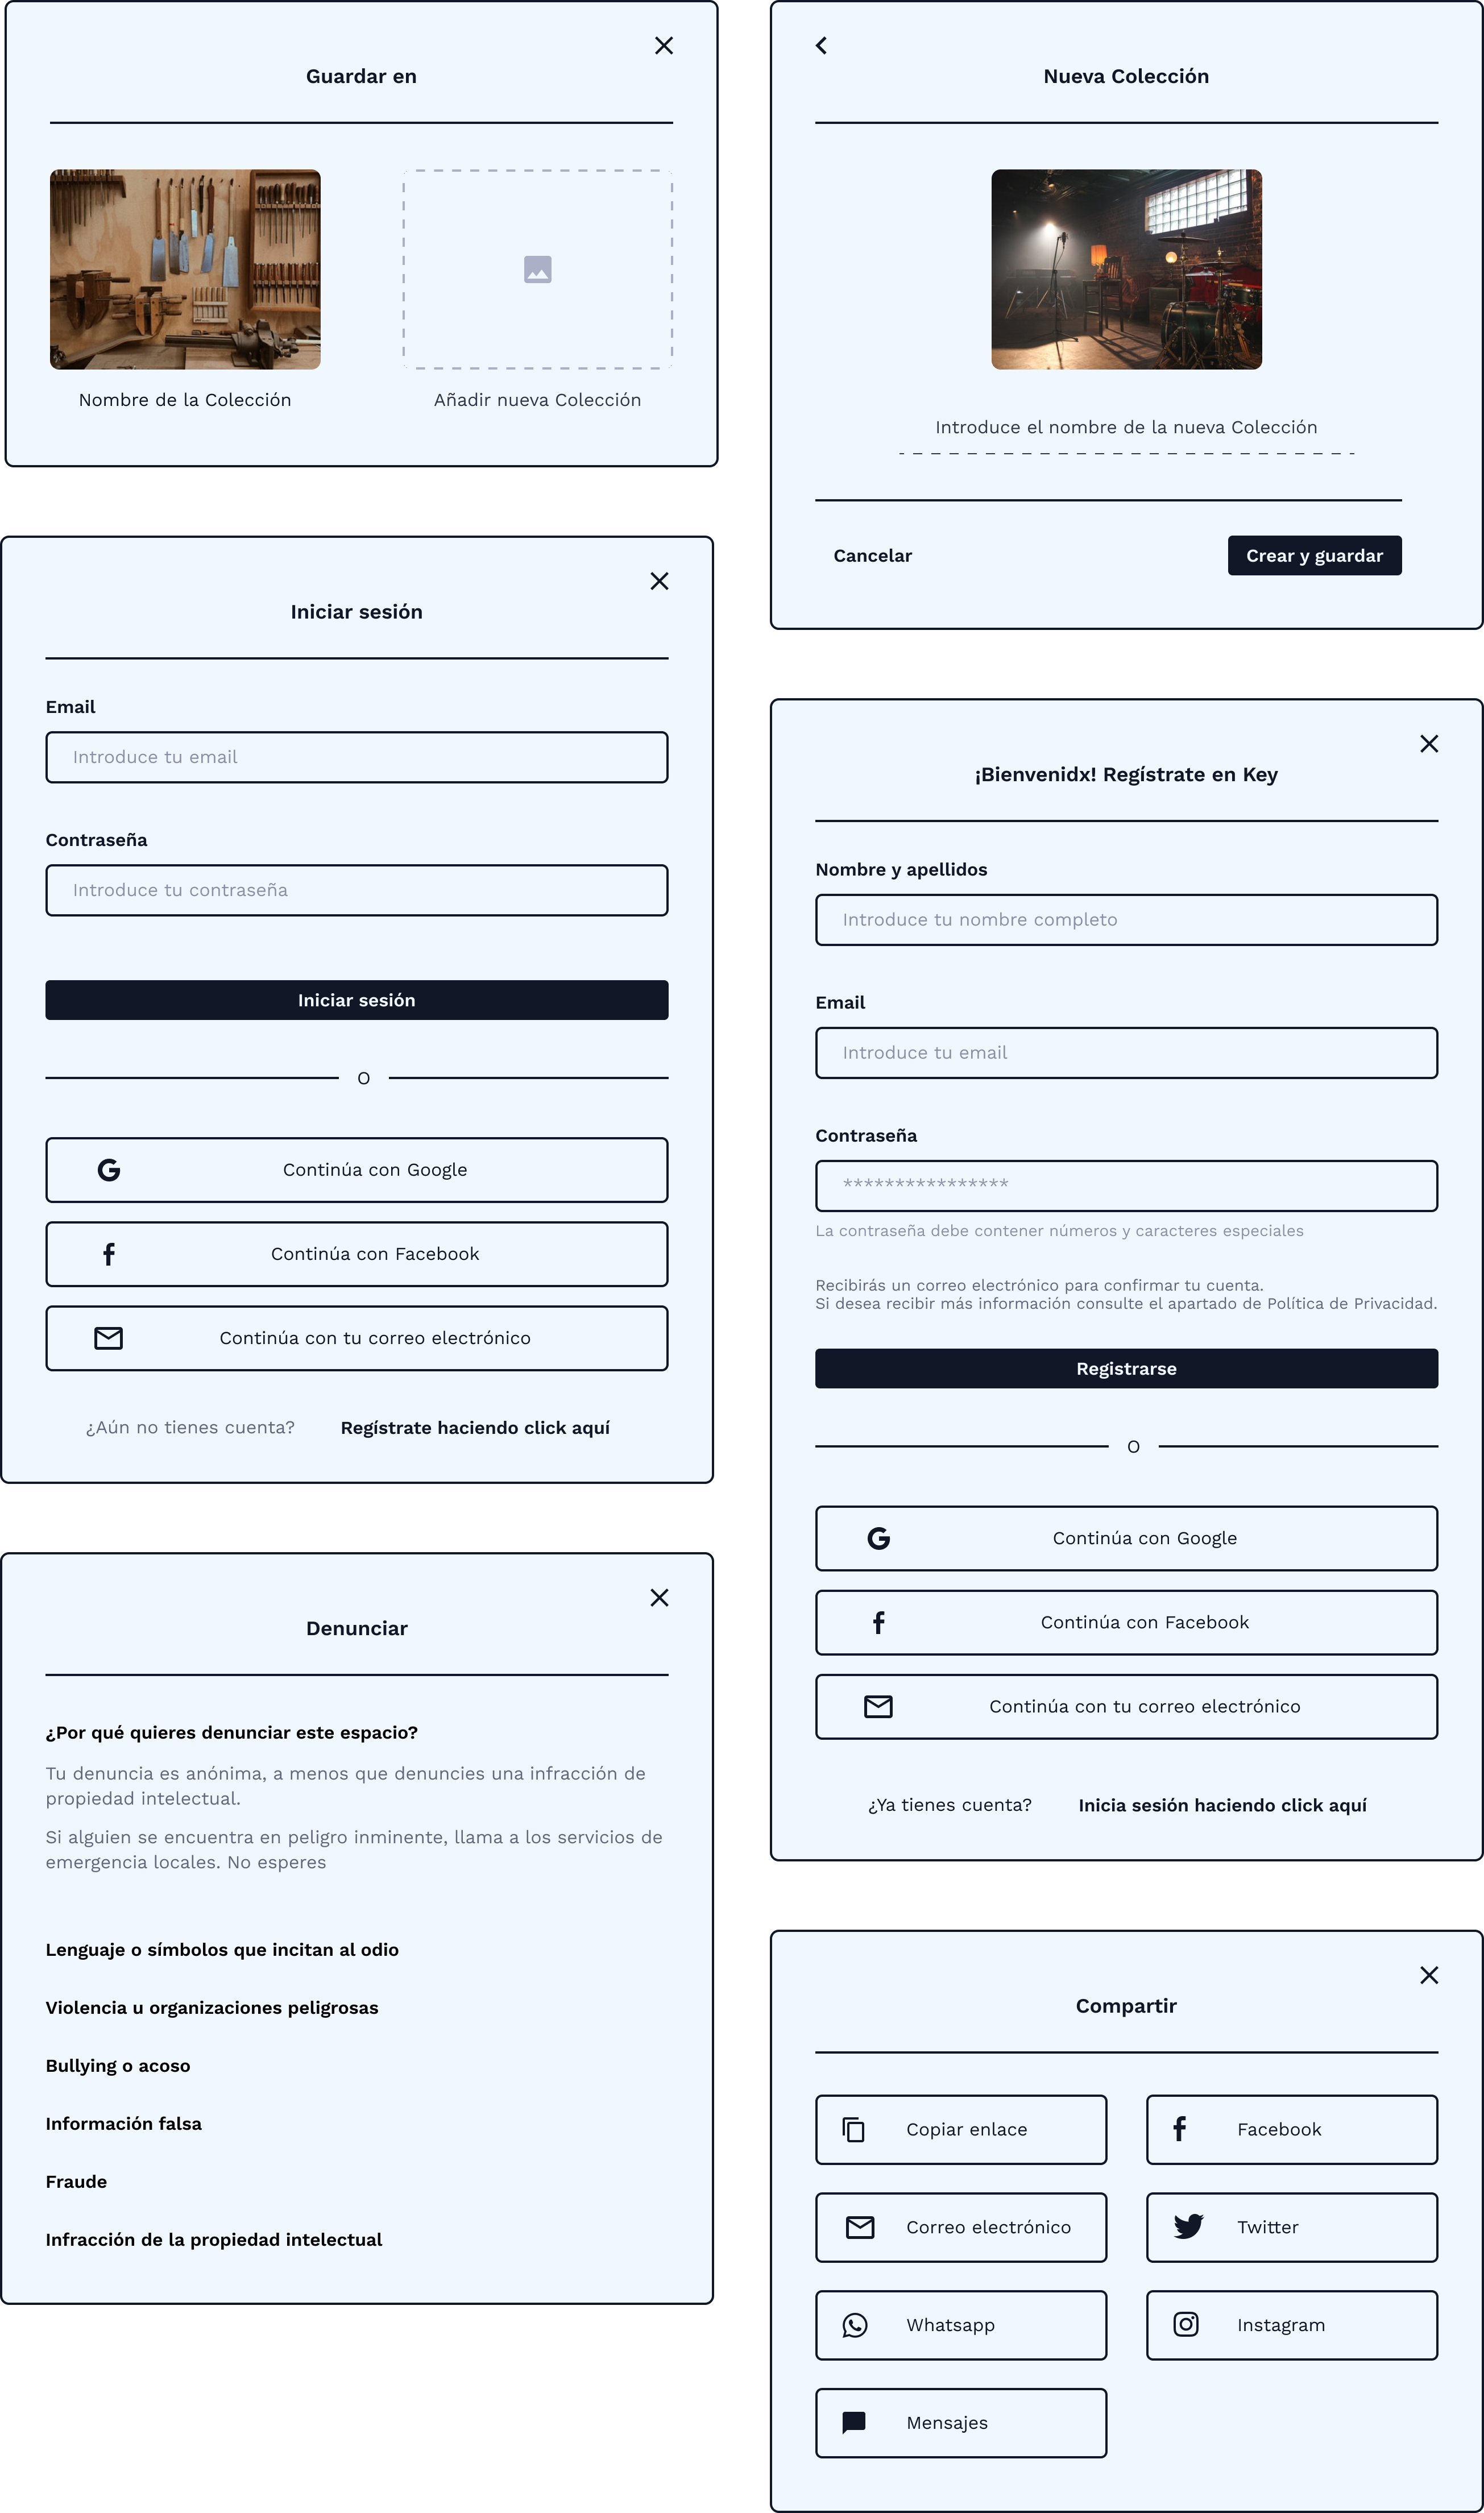 Guardar en
Nombre de la Colección
Añadir nueva Colección
Iniciar sesión
Email
Introduce tu email
Contraseña
Introduce tu contraseña
Iniciar sesión
O
Continúa con Google
Continúa con Facebook
Continúa con tu correo electrónico
¿Aún no tienes cuenta? Regístrate haciendo click aquí
Denunciar
¿Por qué quieres denunciar este espacio?
Tu denuncia es anónima, a menos que denuncies una infracción de
propiedad intelectual.
Si alguien se encuentra en peligro inminente, llama a los servicios de
emergencia locales. No esperes
Lenguaje o símbolos que incitan al odio
Violencia u organizaciones peligrosas
Bullying o acoso
Información falsa
Fraude
Infracción de la propiedad intelectual
Nueva Colección
Introduce el nombre de la nueva Colección
Cancelar
Crear y guardar
¡Bienvenidx! Regístrate en Key
Nombre y apellidos
Introduce tu nombre completo
Email
Introduce tu email
Contraseña
****************
La contraseña debe contener números y caracteres especiales
Recibirás un correo electrónico para confirmar tu cuenta.
Si desea recibir más información consulte el apartado de Política de Privacidad.
Registrarse
O
Continúa con Google
Continúa con Facebook
Continúa con tu correo electrónico
¿Ya tienes cuenta? Inicia sesión haciendo click aquí
Compartir
Copiar enlace
Facebook
Correo electrónico
Twitter
Whatsapp
Instagram
Mensajes